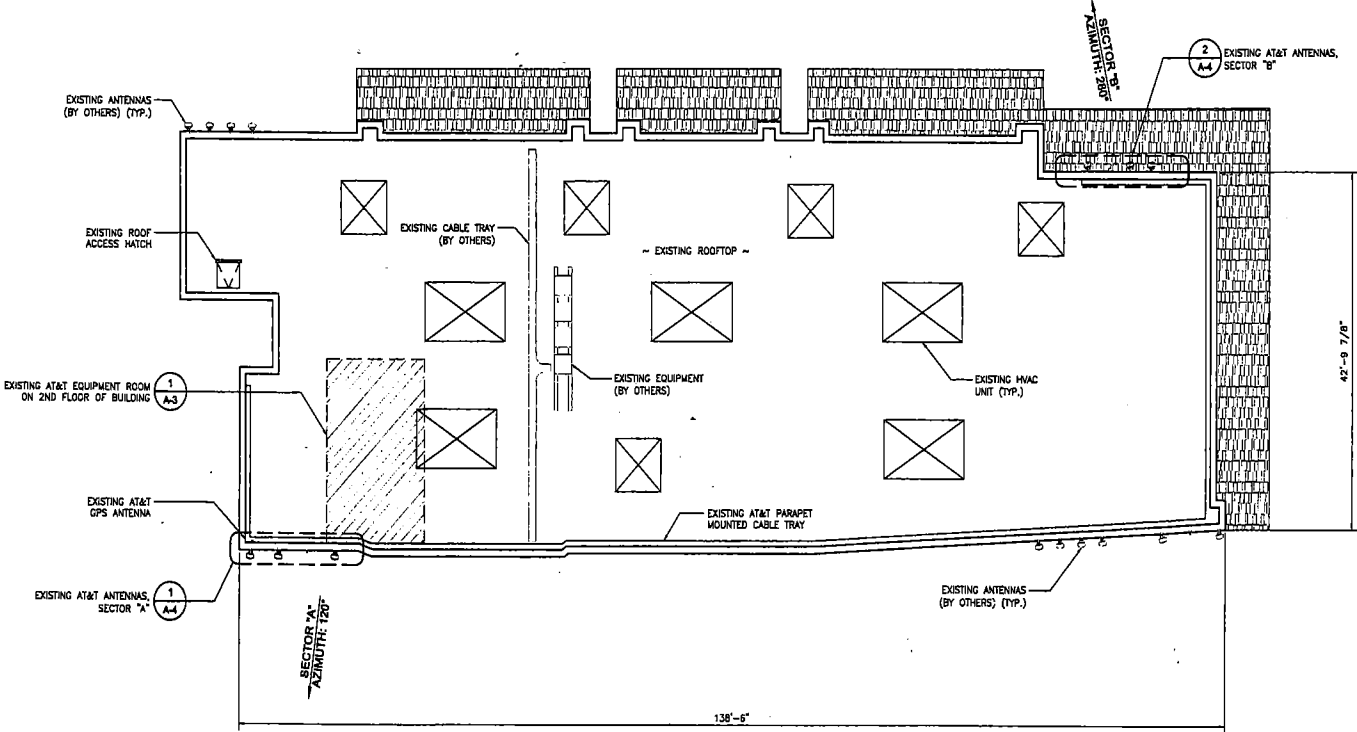 SECTOR "B"
AZIMUTH: 280°
2
A-4
EXISTING AT&T ANTENNAS,
SECTOR "B"
EXISTING ANTENNAS
(BY OTHERS) (TYP.)
EXISTING ROOF
ACCESS HATCH
EXISTING CABLE TRAY
(BY OTHERS)
~ EXISTING ROOFTOP ~
42'-9 7/8"
EXISTING AT&T EQUIPMENT ROOM
ON 2ND FLOOR OF BUILDING
1
A-3
EXISTING EQUIPMENT
(BY OTHERS)
EXISTING HVAC
UNIT (TYP.)
EXISTING AT&T
GPS ANTENNA
EXISTING AT&T PARAPET
MOUNTED CABLE TRAY
EXISTING AT&T ANTENNAS,
SECTOR "A"
1
A-4
EXISTING ANTENNAS
(BY OTHERS) (TYP.)
SECTOR "A"
AZIMUTH: 120°
138'-6"